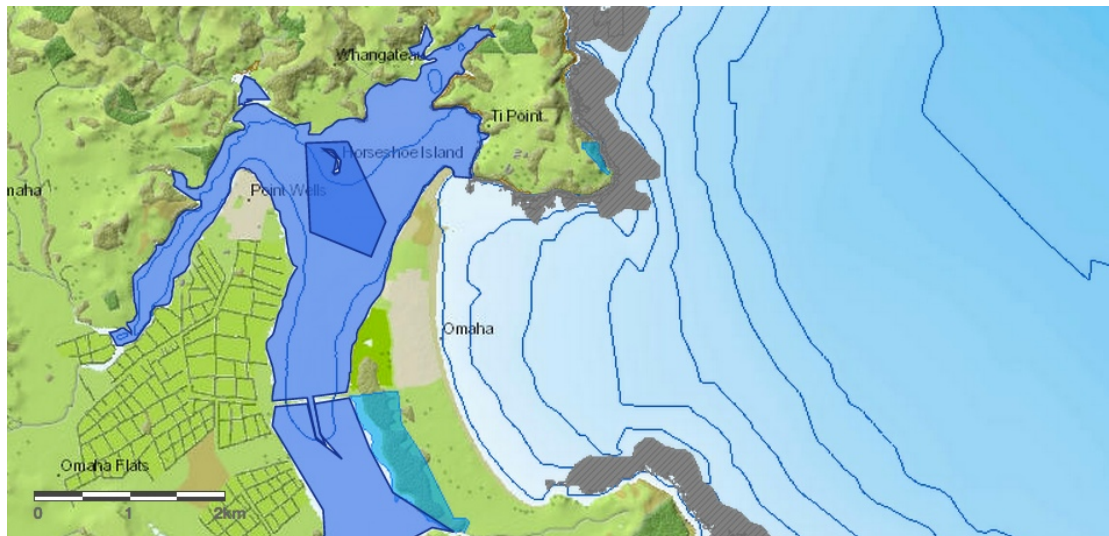 Whangateau
Ti Point
Horseshoe Island
maha
Point Wells
Omaha
Omaha Flats
0 1 2km